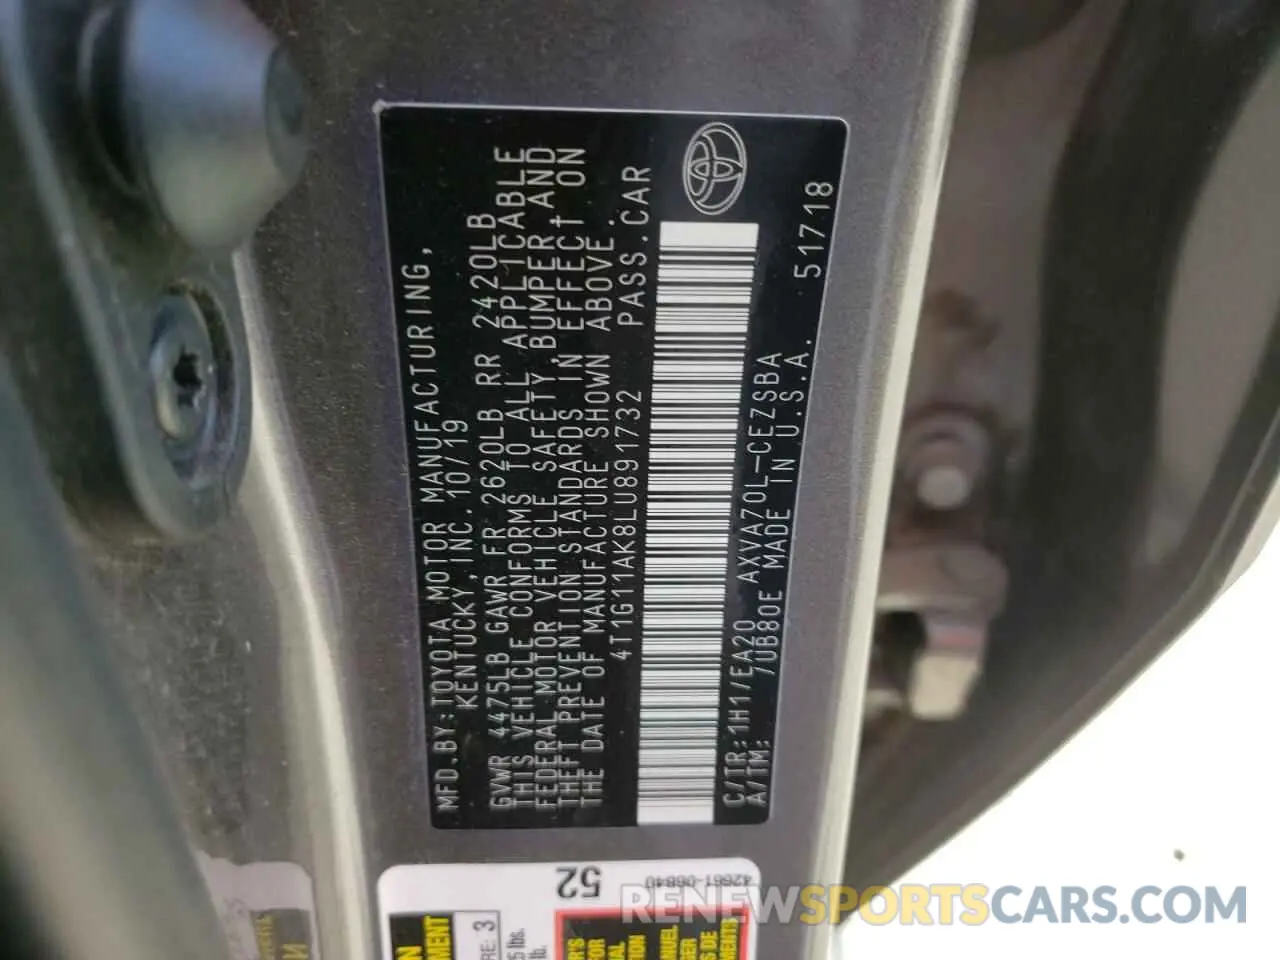 MFD.BY:TOYOTA MOTOR MANUFACTURING,
KENTUCKY,INC. 10/19
GVWR 4475LB GAWR FR 2620LB RR 2420LB
THIS VEHICLE CONFORMS TO ALL APPLICABLE
FEDERAL MOTOR VEHICLE SAFETY,BUMPER,AND
THEFT PREVENTION STANDARDS IN EFFECT ON
THE DATE OF MANUFACTURE SHOWN ABOVE.
4T1G11AK8LU891732 PASS.CAR
C/TR:1H1/EA20 AXVA70L-CEZSBA
A/TM: /UB80E MADE IN U.S.A. 51718
52
42661-06840
RENEWSPORTSCARS.COM